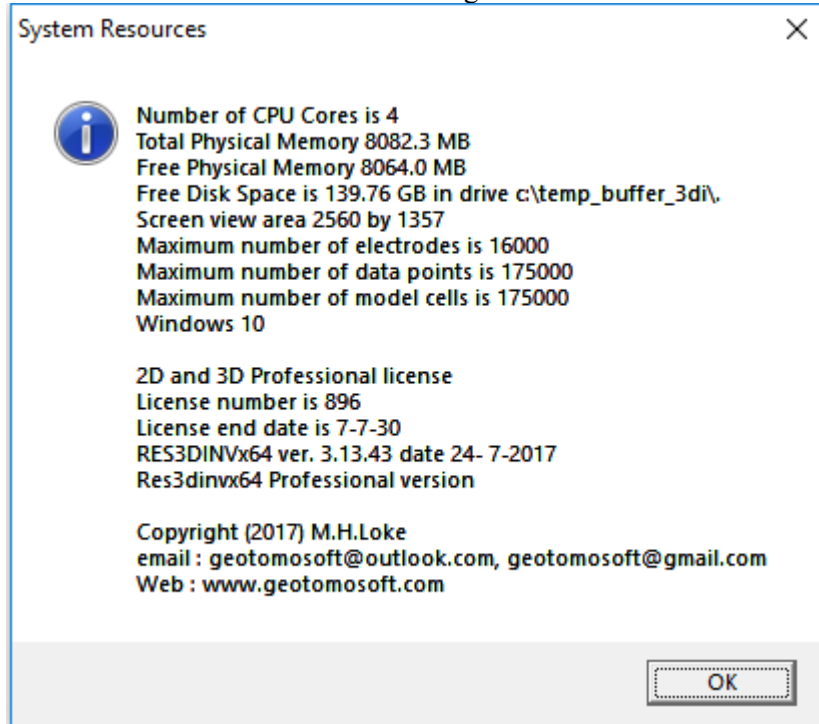 System Resources
Number of CPU Cores is 4
Total Physical Memory 8082.3 MB
Free Physical Memory 8064.0 MB
Free Disk Space is 139.76 GB in drive c:\temp_buffer_3di\.
Screen view area 2560 by 1357
Maximum number of electrodes is 16000
Maximum number of data points is 175000
Maximum number of model cells is 175000
Windows 10
2D and 3D Professional license
License number is 896
License end date is 7-7-30
RES3DINVx64 ver. 3.13.43 date 24- 7-2017
Res3dinvx64 Professional version
Copyright (2017) M.H.Loke
email : geotomosoft@outlook.com, geotomosoft@gmail.com
Web : www.geotomosoft.com
OK